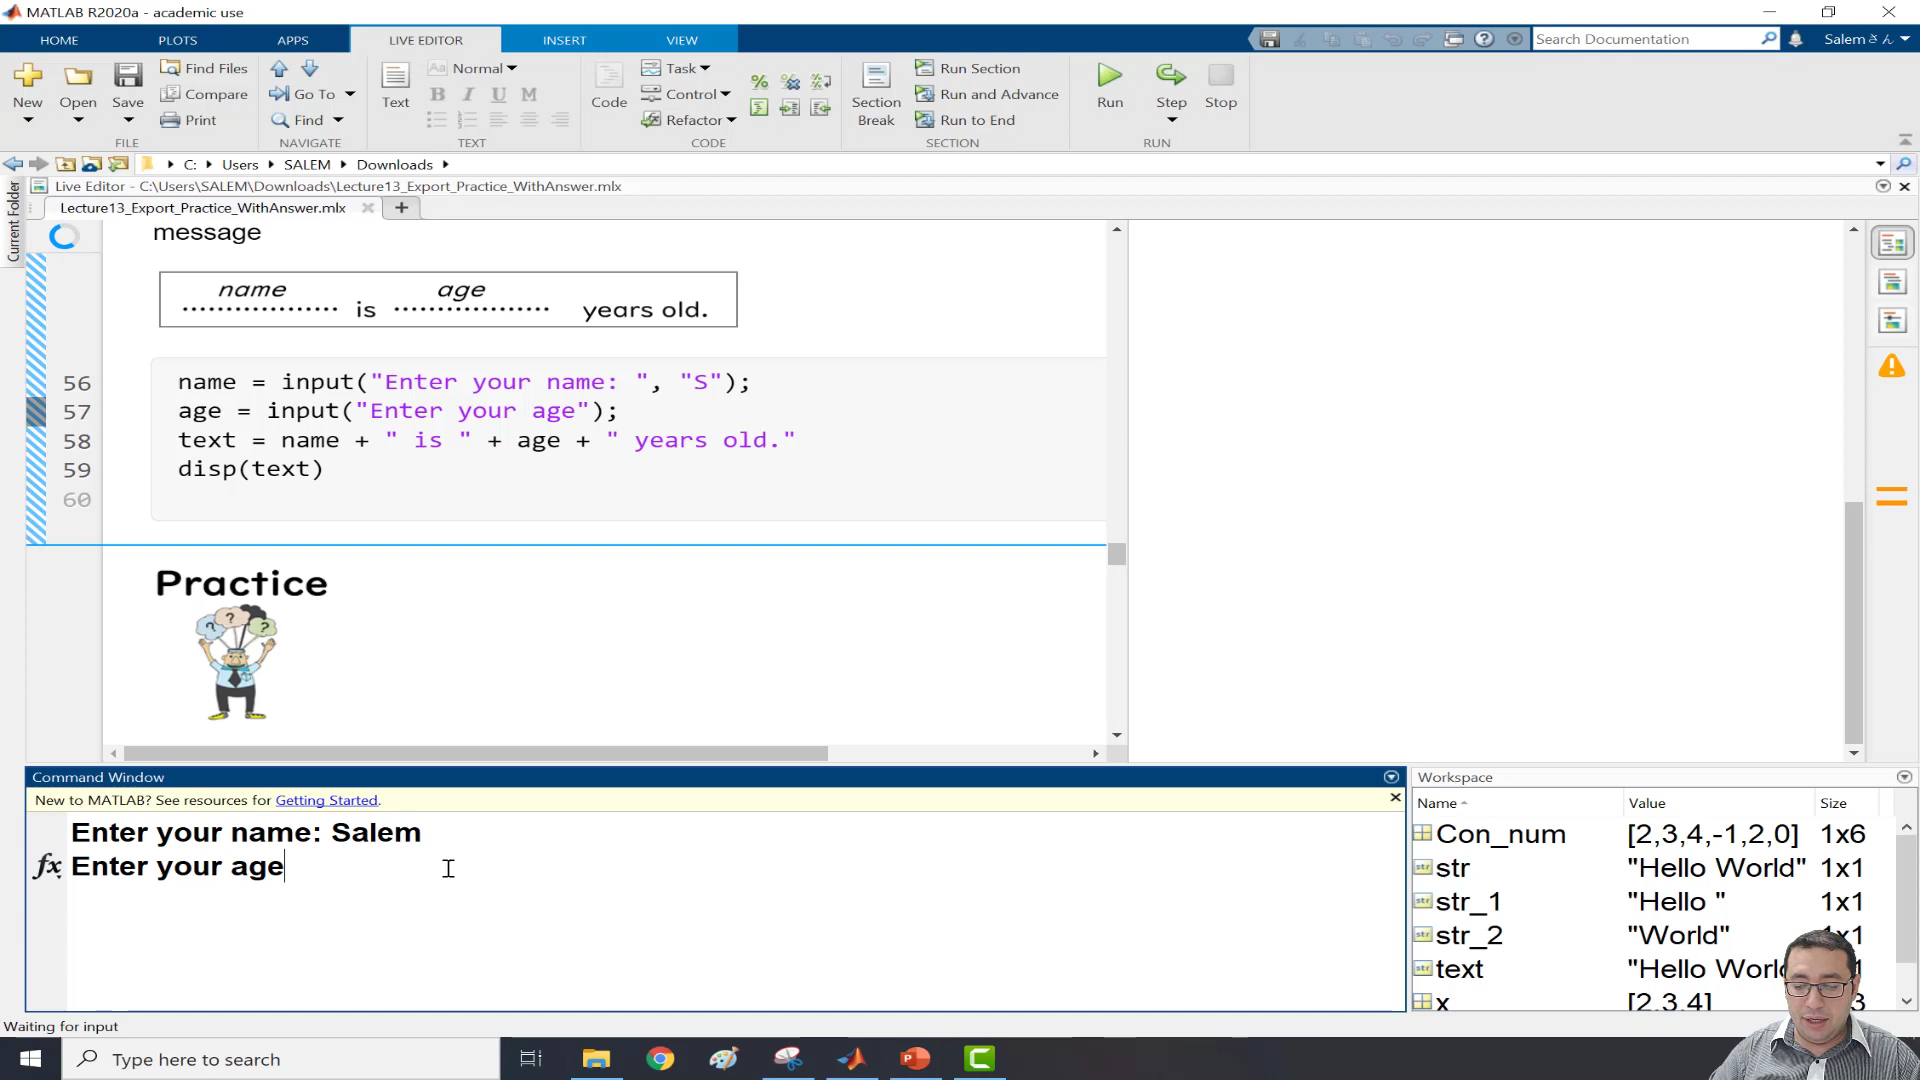 MATLAB R2020a - academic use
HOME PLOTS APPS LIVE EDITOR INSERT VIEW
Search Documentation
Salemさん
New
Open
Save
Find Files
Compare
Print
FILE
Go To
Find
NAVIGATE
Text
Aa Normal
B I U M
TEXT
Code
Task
Control
Refactor
CODE
Section Break
Run Section
Run and Advance
Run to End
SECTION
Run
Step
Stop
RUN
C: Users SALEM Downloads
Current Folder
Live Editor - C:\Users\SALEM\Downloads\Lecture13_Export_Practice_WithAnswer.mlx
Lecture13_Export_Practice_WithAnswer.mlx
message
name age
is years old.
56 name = input("Enter your name: ", "S");
57 age = input("Enter your age");
58 text = name + " is " + age + " years old."
59 disp(text)
60
Practice
? ? ?
Command Window
New to MATLAB? See resources for Getting Started.
Enter your name: Salem
fx Enter your age
Workspace
Name Value Size
Con_num [2,3,4,-1,2,0] 1x6
str "Hello World" 1x1
str_1 "Hello " 1x1
str_2 "World" 1x1
text "Hello World
x [2,3,4]
Waiting for input
Type here to search